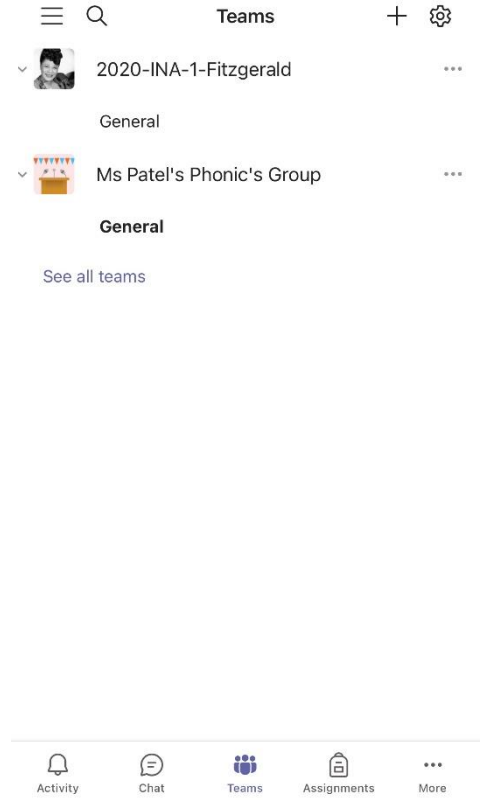 Teams
2020-INA-1-Fitzgerald
General
Ms Patel's Phonic's Group
General
See all teams
Activity Chat Teams Assignments More